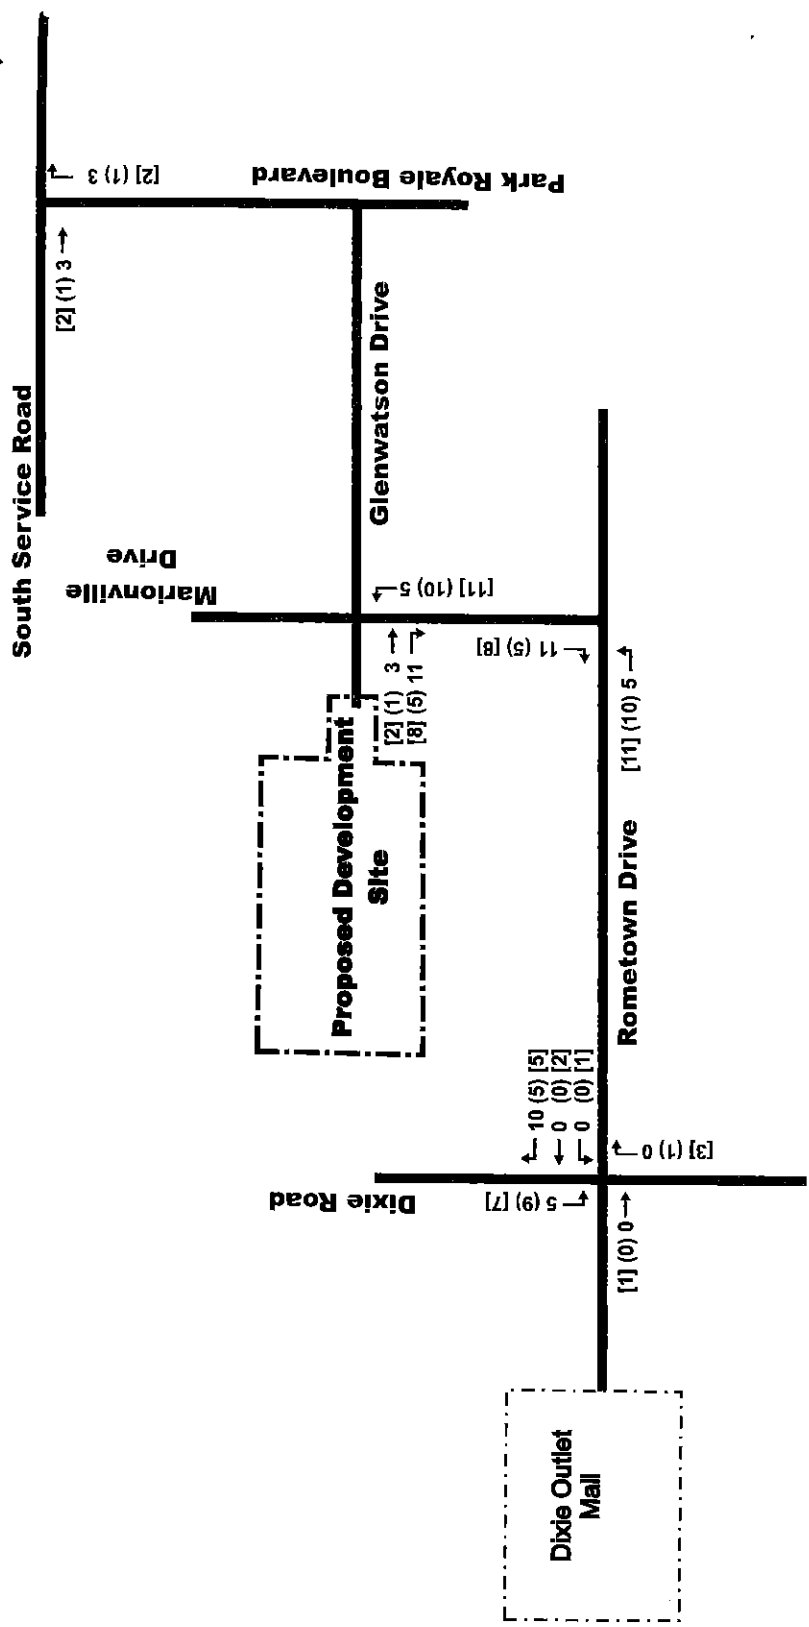 South Service Road
[2] (1) 3
[2] (1) 3
Park Royale Boulevard
Marionville
Drive
Glenwatson Drive
[11] (10) 5
[2] (1) 3
[8] (5) 11
11 (5) [8]
Proposed Development
Site
[11] (10) 5
Rometown Drive
10 (5) [5]
0 (0) [2]
0 (0) [1]
[3] (1) 0
Dixie Road
5 (9) [7]
[1] (0) 0
Dixie Outlet
Mall